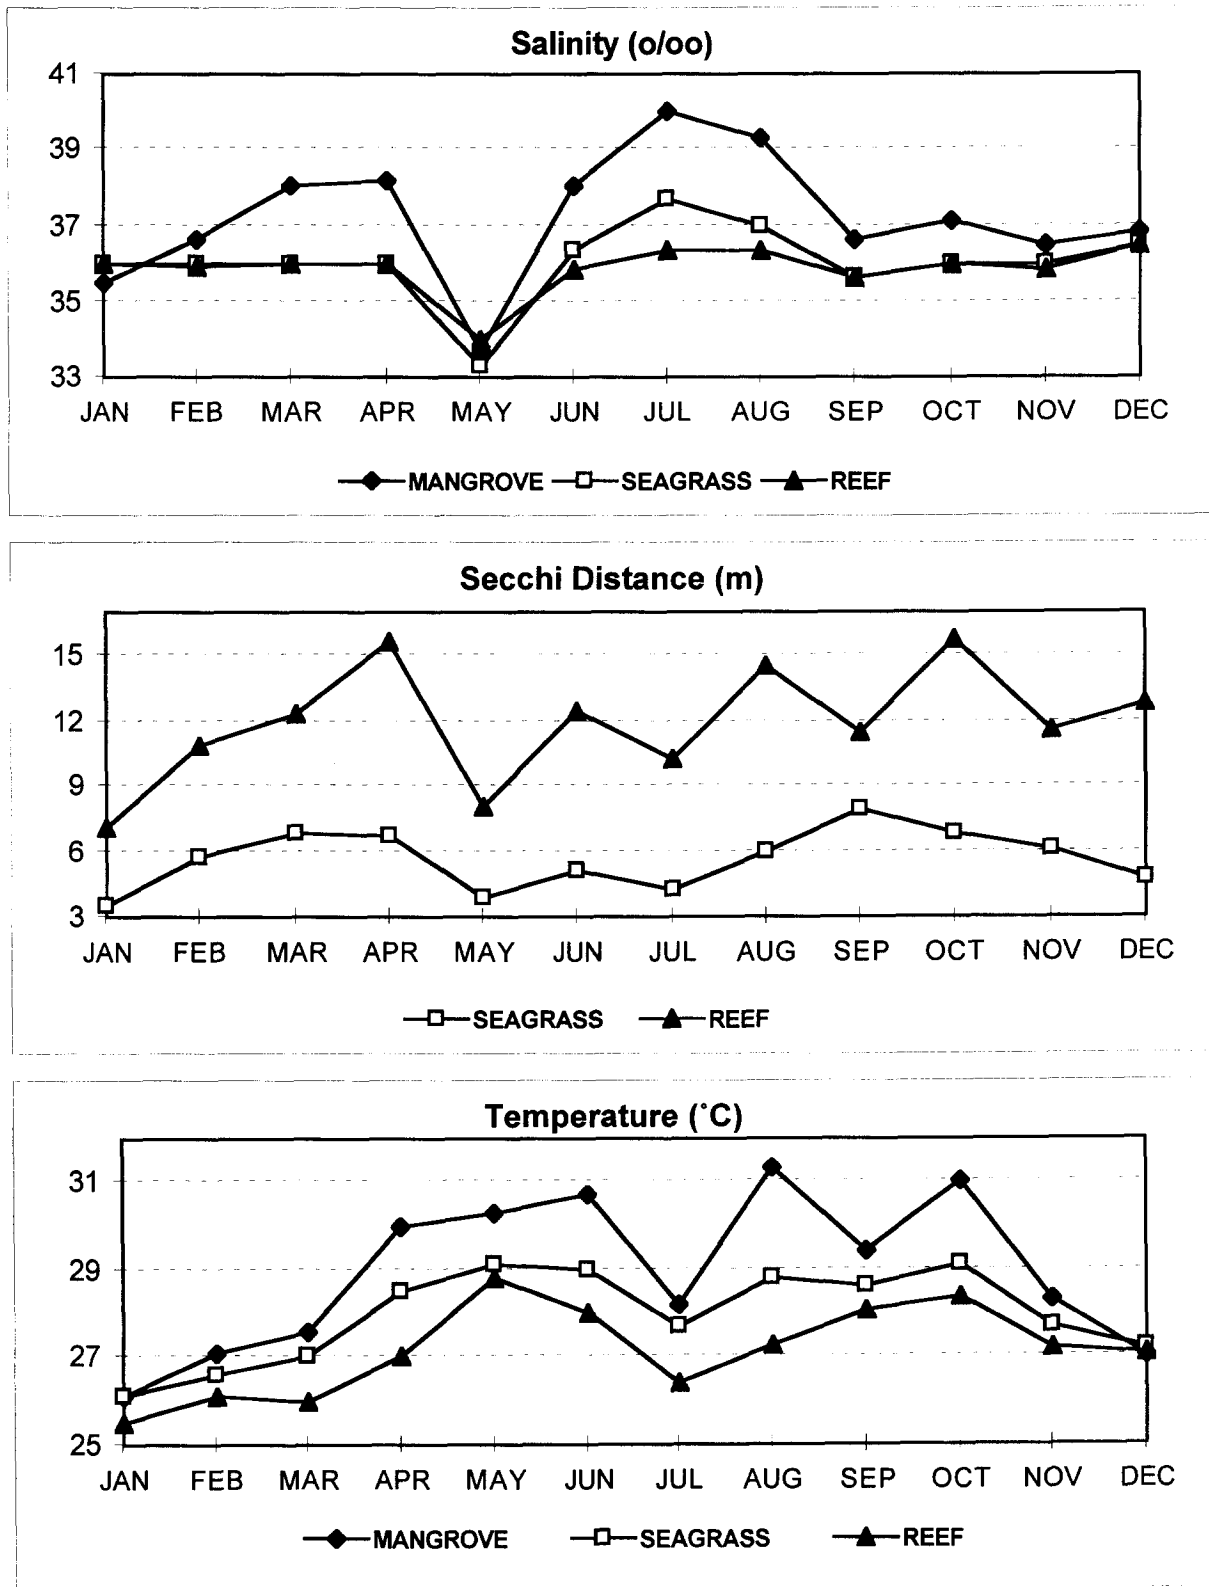 Salinity (o/oo)
41
39
37
35
33
JAN FEB MAR APR MAY JUN JUL AUG SEP OCT NOV DEC
MANGROVE SEAGRASS REEF
Secchi Distance (m)
15
12
9
6
3
JAN FEB MAR APR MAY JUN JUL AUG SEP OCT NOV DEC
SEAGRASS REEF
Temperature (˚C)
31
29
27
25
JAN FEB MAR APR MAY JUN JUL AUG SEP OCT NOV DEC
MANGROVE SEAGRASS REEF